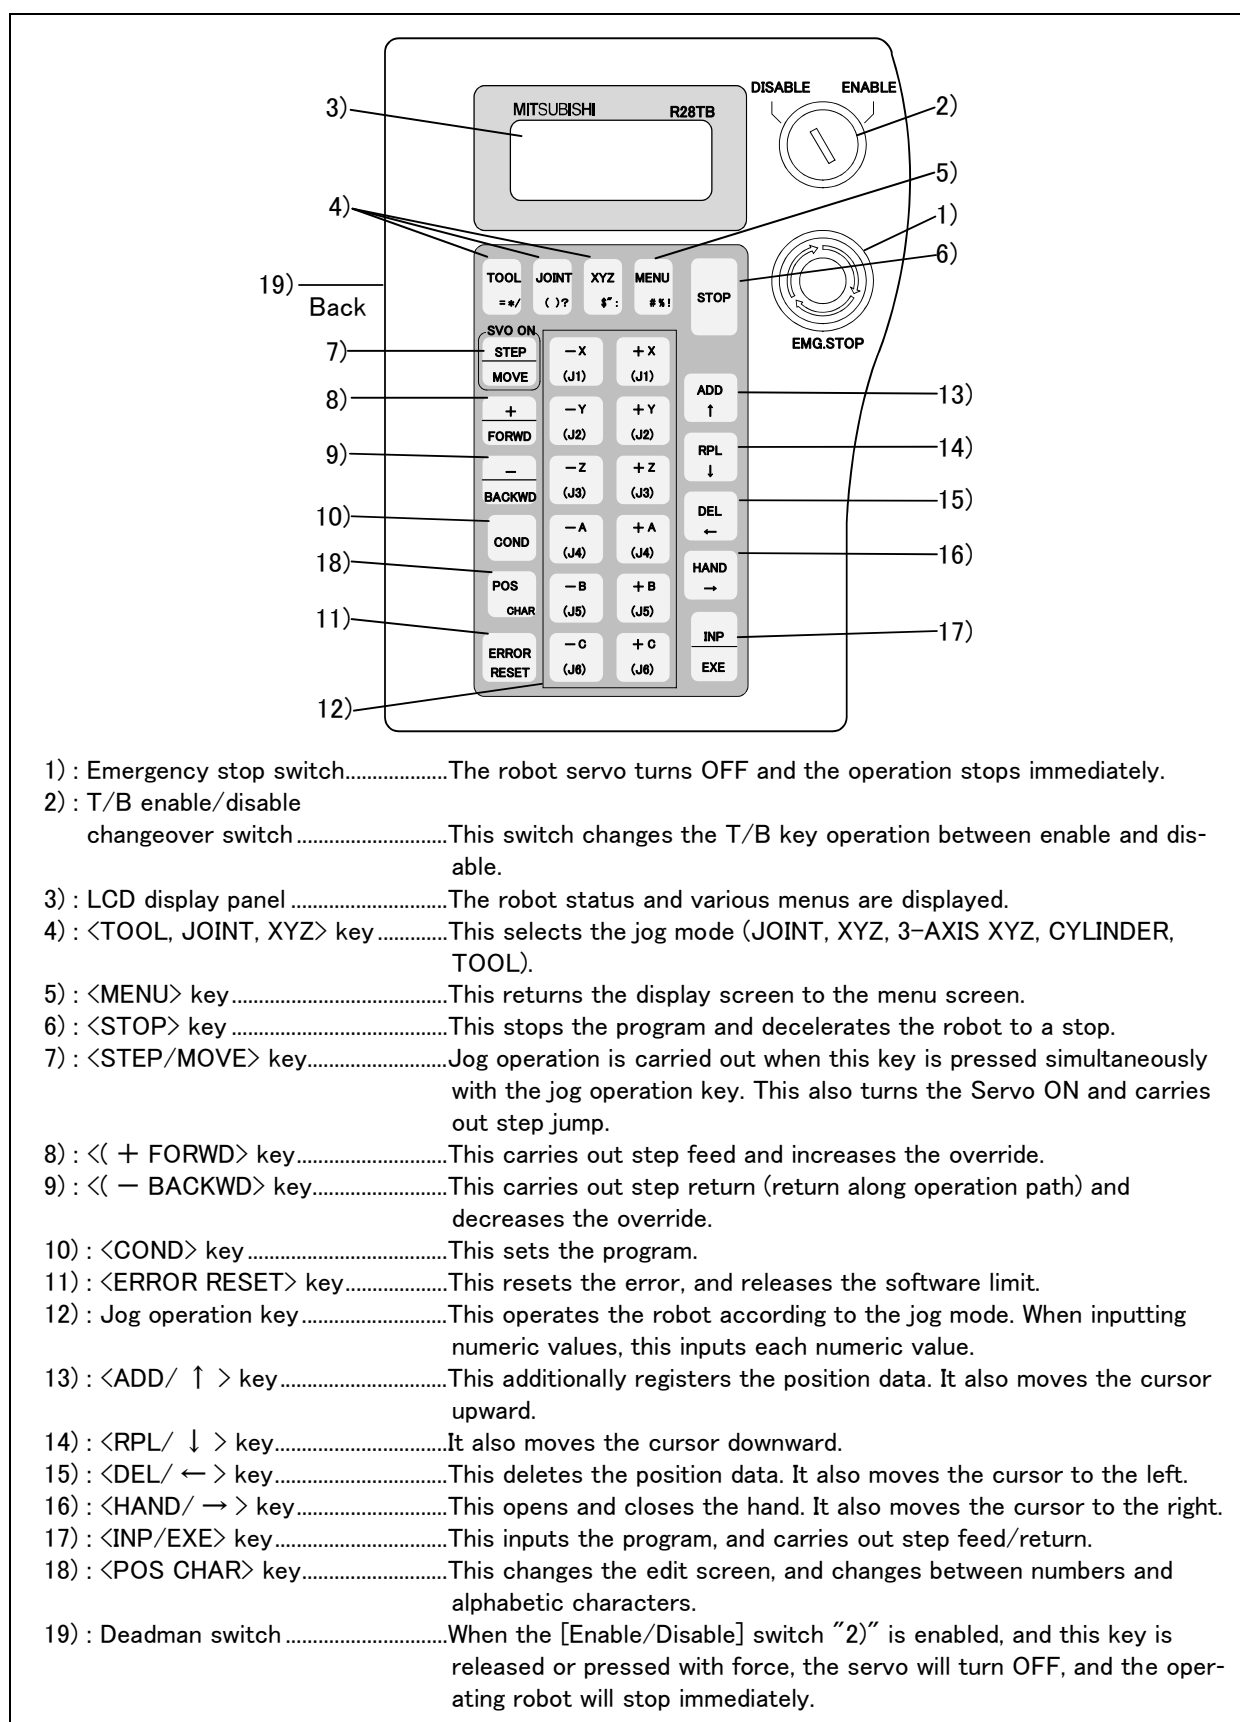 DISABLE ENABLE
3) MITSUBISHI R28TB 2)
5)
4) 1)
6)
19) TOOL JOINT XYZ MENU
=*/ ( )? $": #%! STOP
Back
SVO ON EMG.STOP
7) STEP −X +X
MOVE (J1) (J1)
8) ADD 13)
+ −Y +Y ↑
FORWD (J2) (J2)
9) RPL 14)
− −Z +Z ↓
BACKWD (J3) (J3)
DEL 15)
10) −A +A ←
COND (J4) (J4)
18) HAND 16)
POS −B +B →
CHAR (J5) (J5)
11) INP 17)
ERROR −C +C
RESET (J6) (J6) EXE
12)
1) : Emergency stop switch...................The robot servo turns OFF and the operation stops immediately.
2) : T/B enable/disable
changeover switch ............................This switch changes the T/B key operation between enable and dis-
able.
3) : LCD display panel .............................The robot status and various menus are displayed.
4) : <TOOL, JOINT, XYZ> key.............This selects the jog mode (JOINT, XYZ, 3-AXIS XYZ, CYLINDER,
TOOL).
5) : <MENU> key........................................This returns the display screen to the menu screen.
6) : <STOP> key ........................................This stops the program and decelerates the robot to a stop.
7) : <STEP/MOVE> key..........................Jog operation is carried out when this key is pressed simultaneously
with the jog operation key. This also turns the Servo ON and carries
out step jump.
8) : <( + FORWD> key............................This carries out step feed and increases the override.
9) : <( − BACKWD> key.........................This carries out step return (return along operation path) and
decreases the override.
10) : <COND> key .....................................This sets the program.
11) : <ERROR RESET> key...................This resets the error, and releases the software limit.
12) : Jog operation key...........................This operates the robot according to the jog mode. When inputting
numeric values, this inputs each numeric value.
13) : <ADD/ ↑ > key...............................This additionally registers the position data. It also moves the cursor
upward.
14) : <RPL/ ↓ > key................................It also moves the cursor downward.
15) : <DEL/ ← > key................................This deletes the position data. It also moves the cursor to the left.
16) : <HAND/ → > key............................This opens and closes the hand. It also moves the cursor to the right.
17) : <INP/EXE> key................................This inputs the program, and carries out step feed/return.
18) : <POS CHAR> key...........................This changes the edit screen, and changes between numbers and
alphabetic characters.
19) : Deadman switch ..............................When the [Enable/Disable] switch "2)" is enabled, and this key is
released or pressed with force, the servo will turn OFF, and the oper-
ating robot will stop immediately.